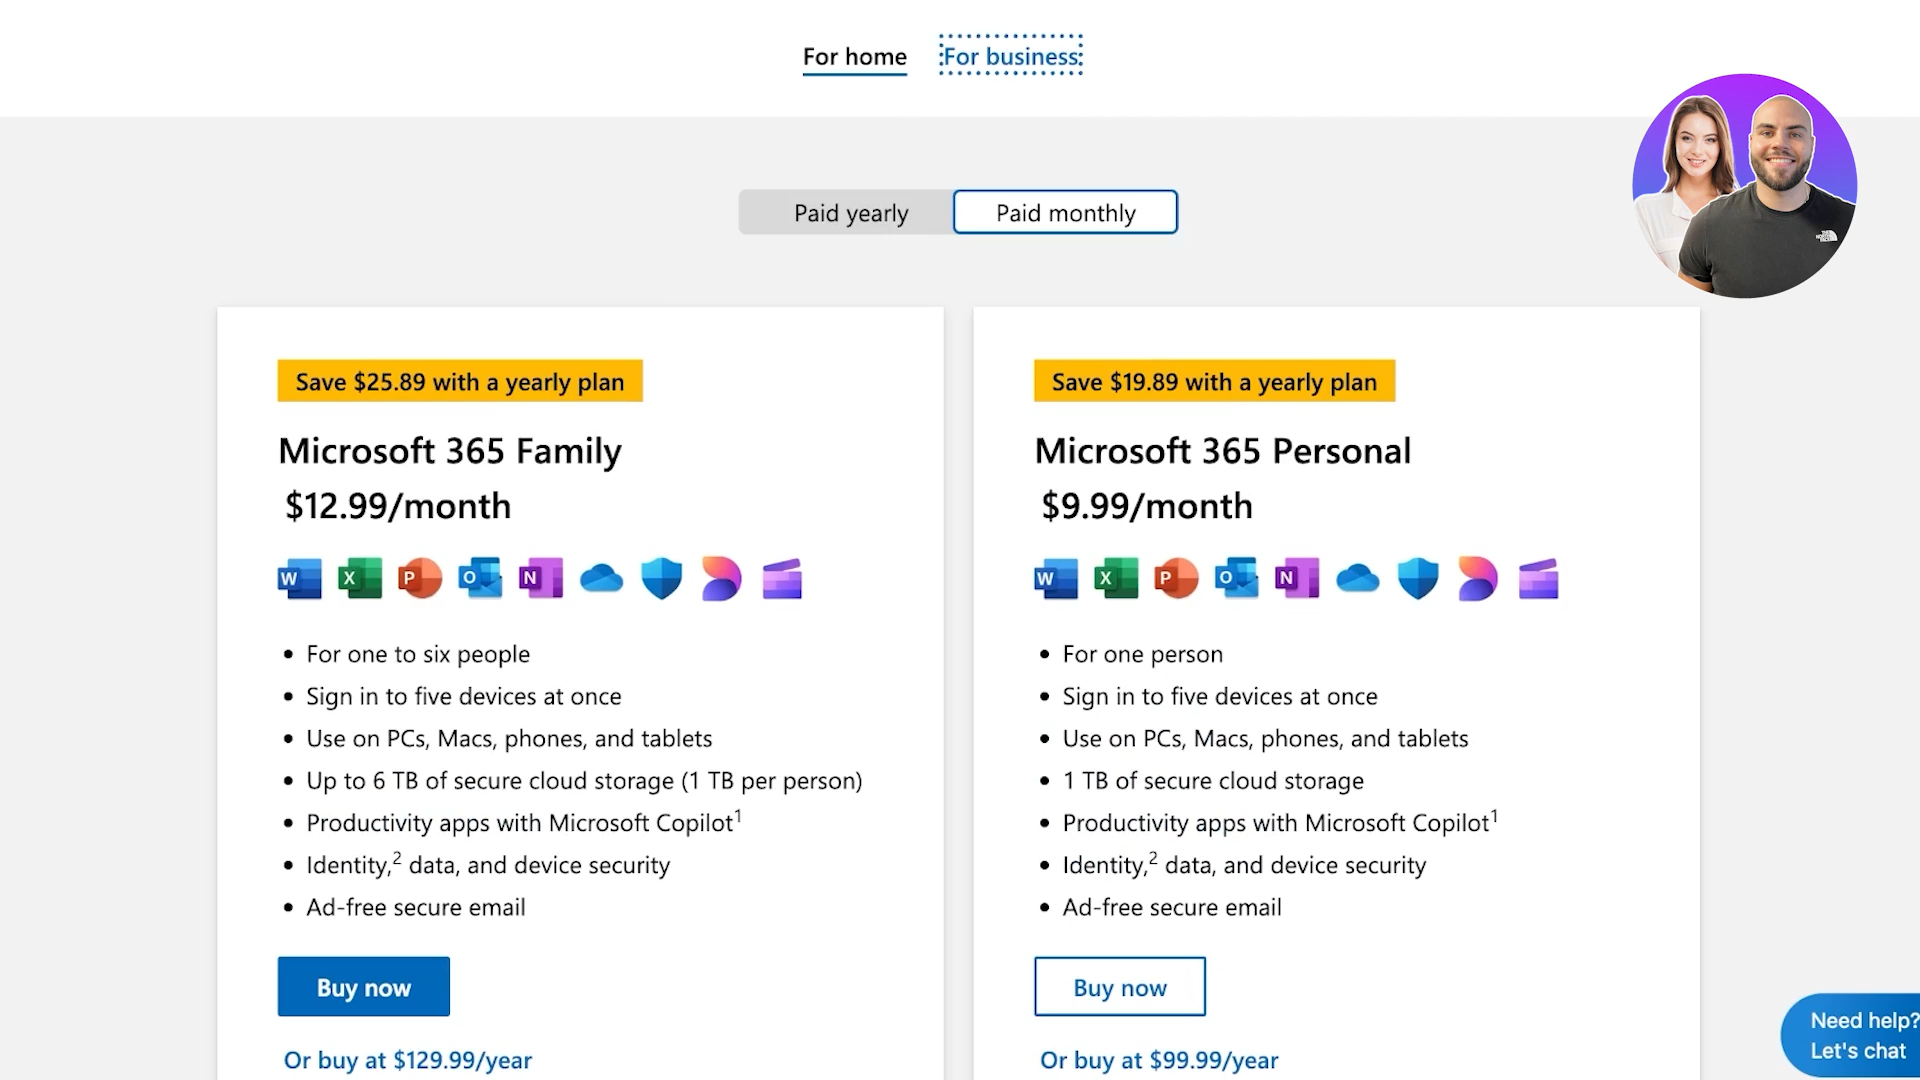 For home For business
Paid yearly Paid monthly
Save $25.89 with a yearly plan
Microsoft 365 Family
$12.99/month
W X P O N
For one to six people
Sign in to five devices at once
Use on PCs, Macs, phones, and tablets
Up to 6 TB of secure cloud storage (1 TB per person)
Productivity apps with Microsoft Copilot1
Identity,2 data, and device security
Ad-free secure email
Buy now
Or buy at $129.99/year
Save $19.89 with a yearly plan
Microsoft 365 Personal
$9.99/month
W X P O N
For one person
Sign in to five devices at once
Use on PCs, Macs, phones, and tablets
1 TB of secure cloud storage
Productivity apps with Microsoft Copilot1
Identity,2 data, and device security
Ad-free secure email
Buy now
Or buy at $99.99/year
Need help?
Let's chat